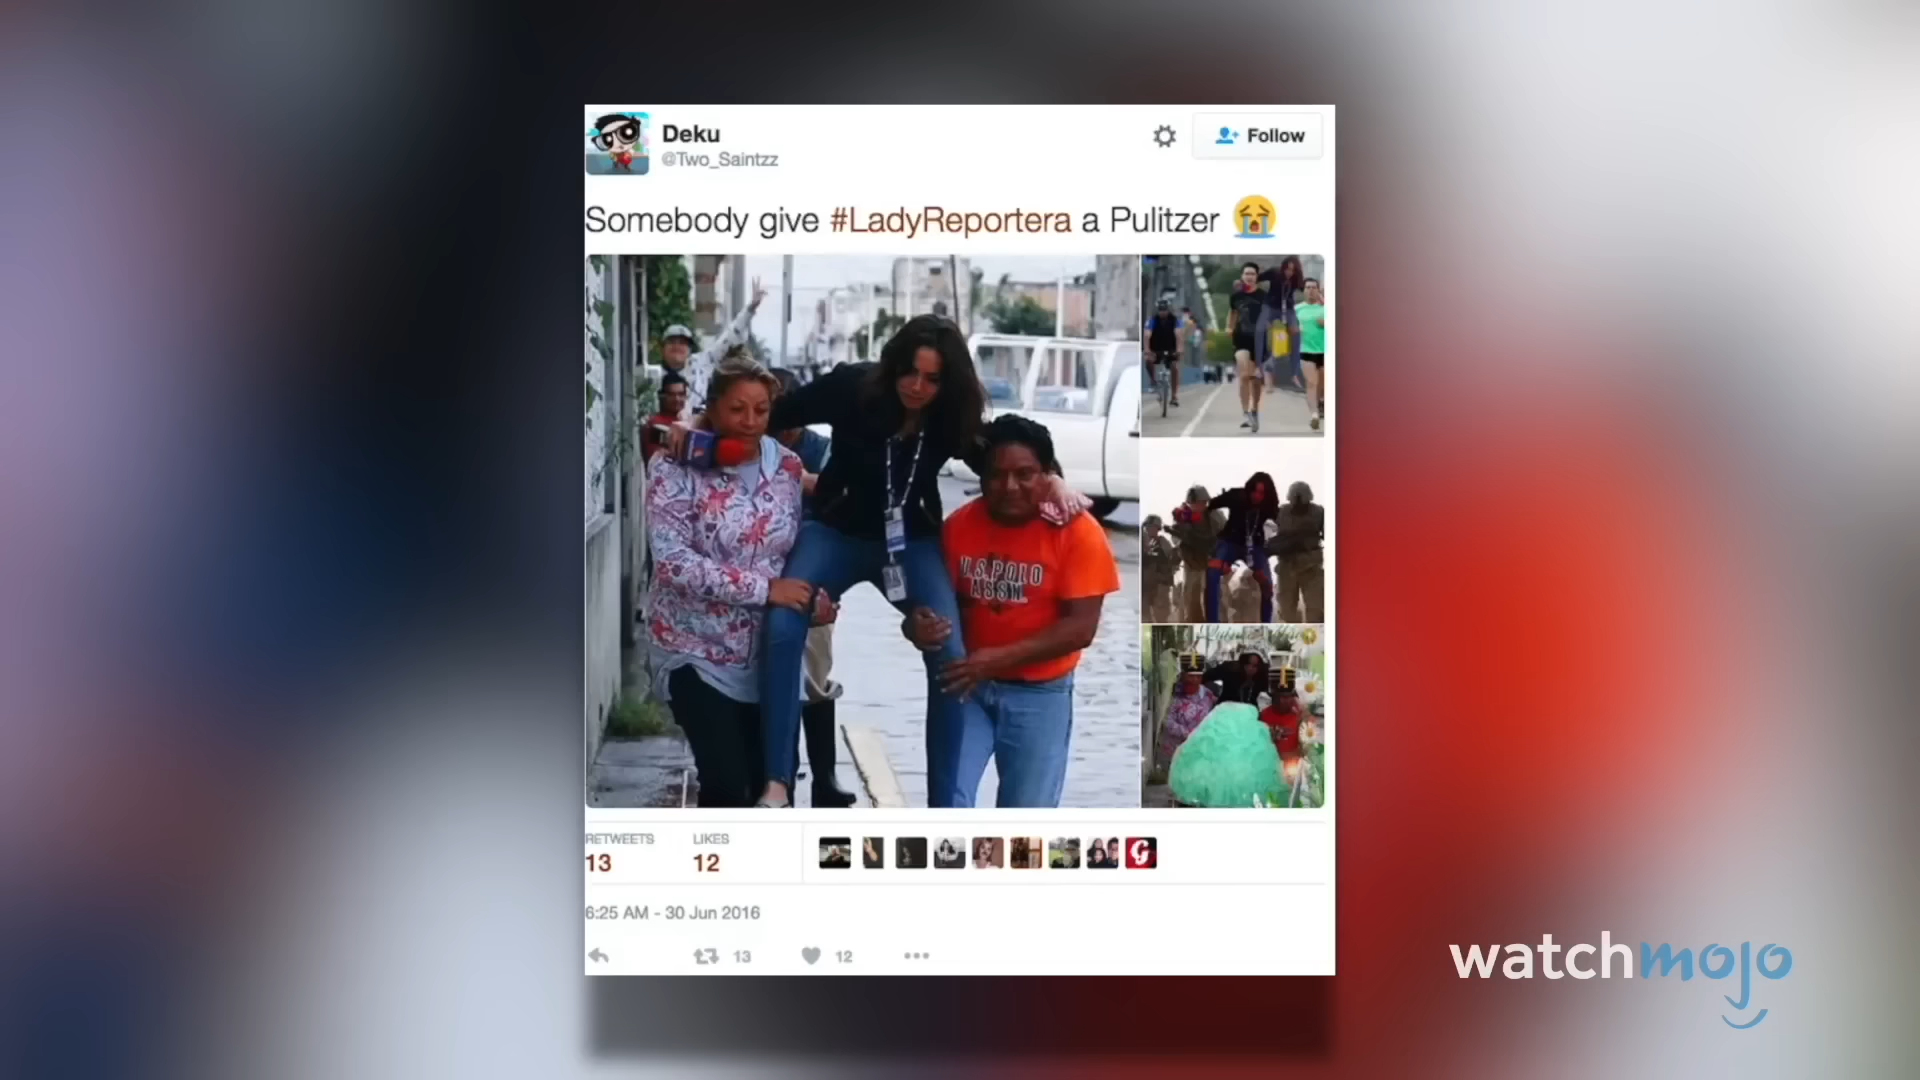 Deku
@Two_Saintzz
Follow
Somebody give #LadyReportera a Pulitzer 😭
U.S. POLO
ASSN.
RETWEETS
LIKES
13
12
G
6:25 AM - 30 Jun 2016
13
12
watchmojo